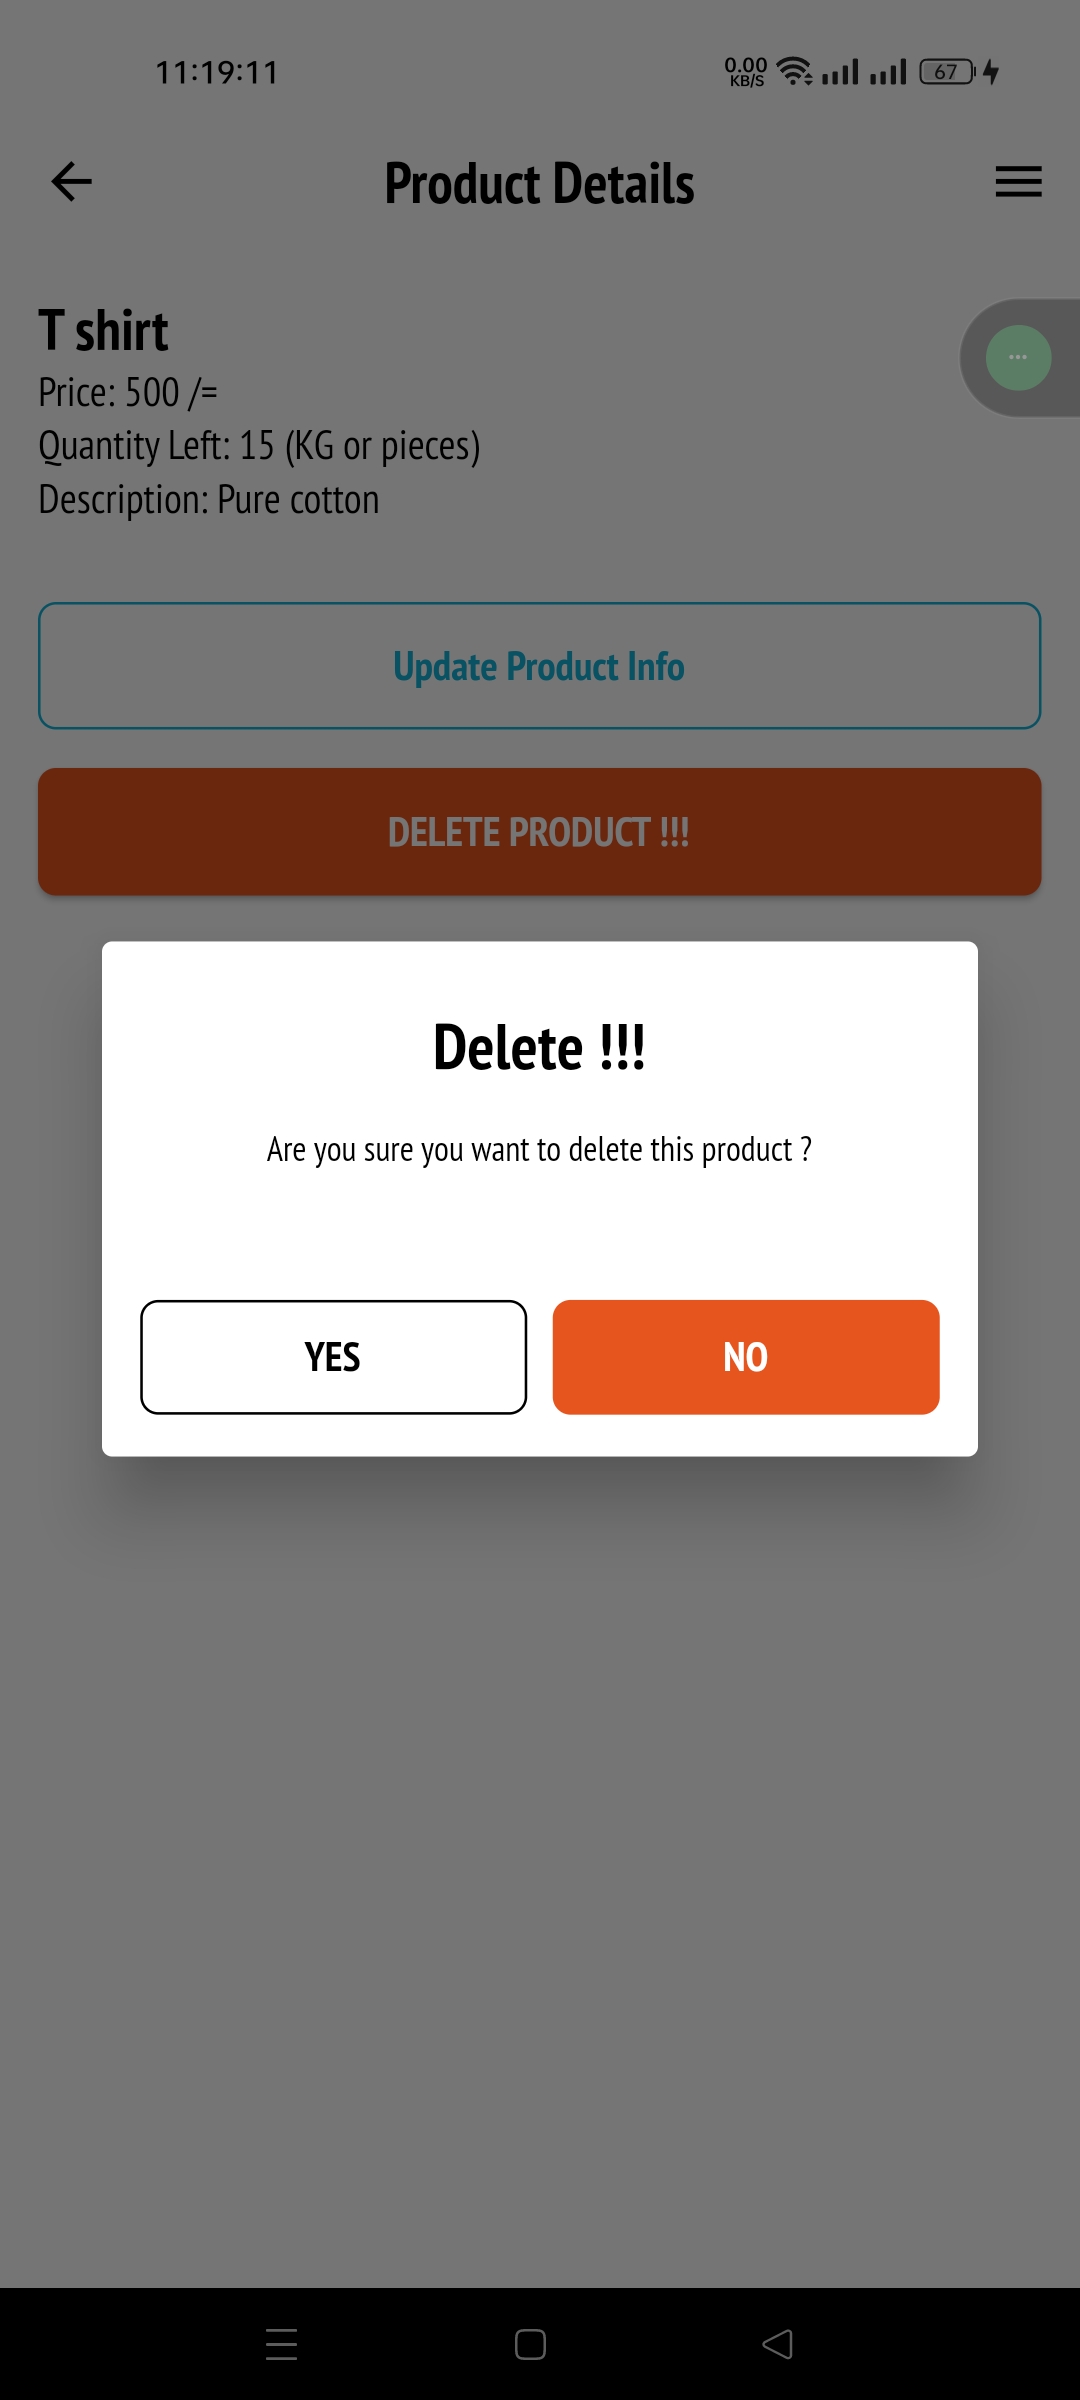 11:19:11
0.00
KB/S
67
Product Details
T shirt
Price: 500 /=
Quantity Left: 15 (KG or pieces)
Description: Pure cotton
Update Product Info
DELETE PRODUCT !!!
Delete !!!
Are you sure you want to delete this product ?
YES
NO